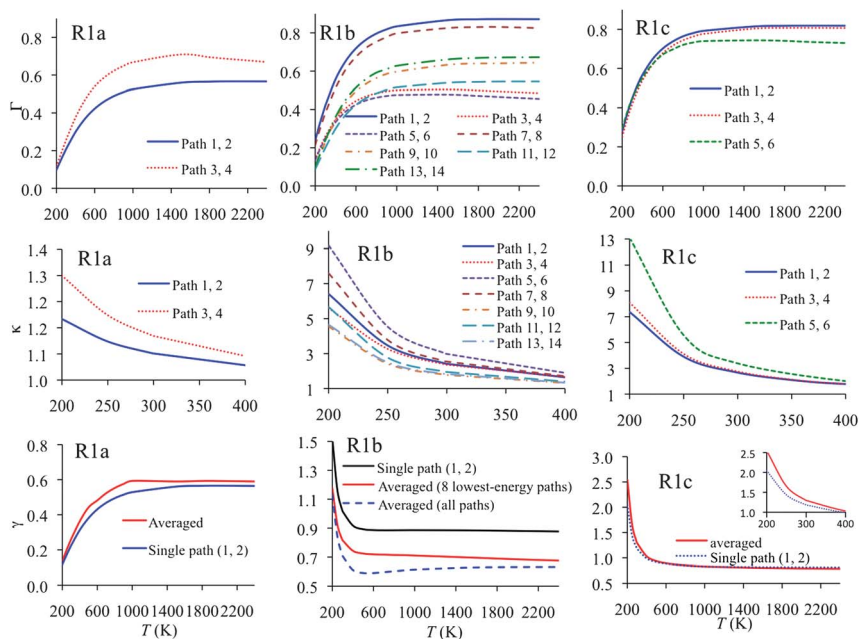 R1a
Γ
0.8
0.6
0.4
0.2
0.0
Path 1, 2
Path 3, 4
200 600 1000 1400 1800 2200
R1b
1.0
0.8
0.6
0.4
0.2
0.0
Path 1, 2
Path 3, 4
Path 5, 6
Path 7, 8
Path 9, 10
Path 11, 12
Path 13, 14
200 600 1000 1400 1800 2200
R1c
0.8
0.6
0.4
0.2
0.0
Path 1, 2
Path 3, 4
Path 5, 6
200 600 1000 1400 1800 2200
R1a
κ
1.4
1.3
1.2
1.2
1.1
1.0
Path 1, 2
Path 3, 4
200 250 300 350 400
R1b
9
7
5
3
1
Path 1, 2
Path 3, 4
Path 5, 6
Path 7, 8
Path 9, 10
Path 11, 12
Path 13, 14
200 250 300 350 400
R1c
13
11
9
7
5
3
1
Path 1, 2
Path 3, 4
Path 5, 6
200 250 300 350 400
R1a
γ
0.8
0.6
0.4
0.2
0.0
Averaged
Single path (1, 2)
200 600 1000 1400 1800 2200
T (K)
R1b
1.5
1.3
1.1
0.9
0.7
0.5
Single path (1, 2)
Averaged (8 lowest-energy paths)
Averaged (all paths)
200 600 1000 1400 1800 2200
T (K)
R1c
3.0
2.5
2.0
1.5
1.0
0.5
2.5
2.0
1.5
1.0
200 300 400
averaged
Single path (1, 2)
200 600 1000 1400 1800 2200
T (K)